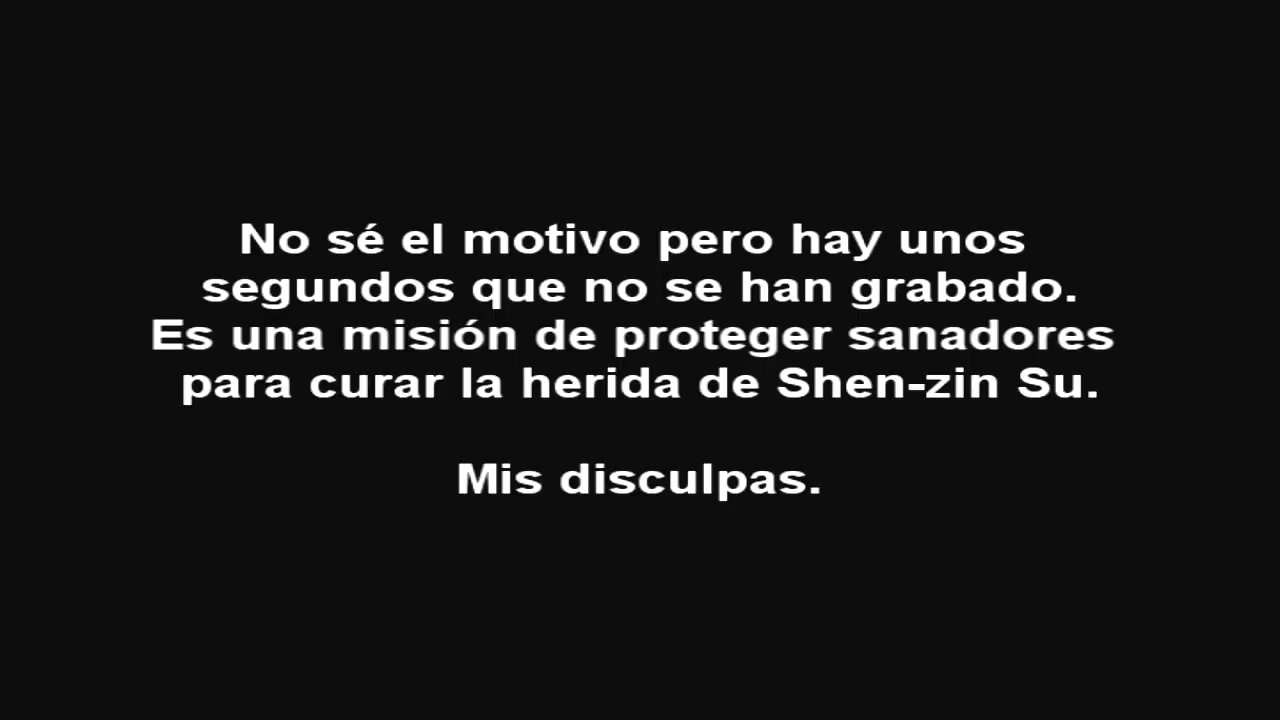 No sé el motivo pero hay unos
segundos que no se han grabado.
Es una misión de proteger sanadores
para curar la herida de Shen-zin Su.
Mis disculpas.